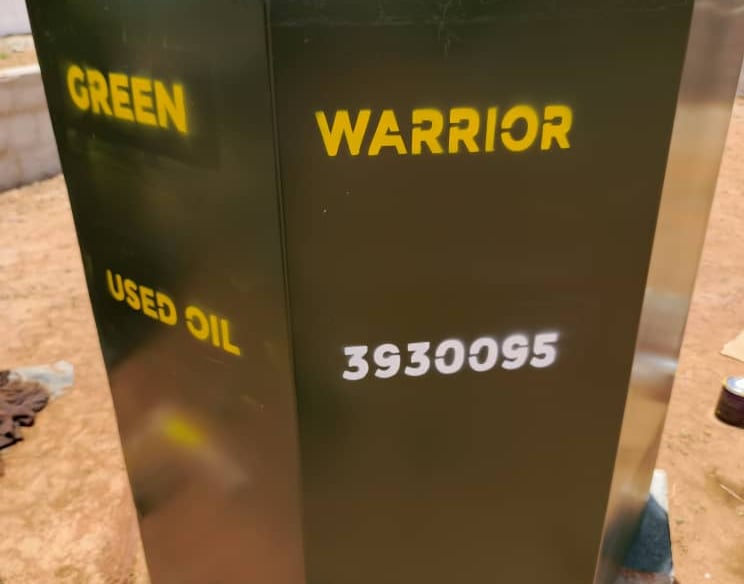 GREEN
WARRIOR
USED OIL
3930095